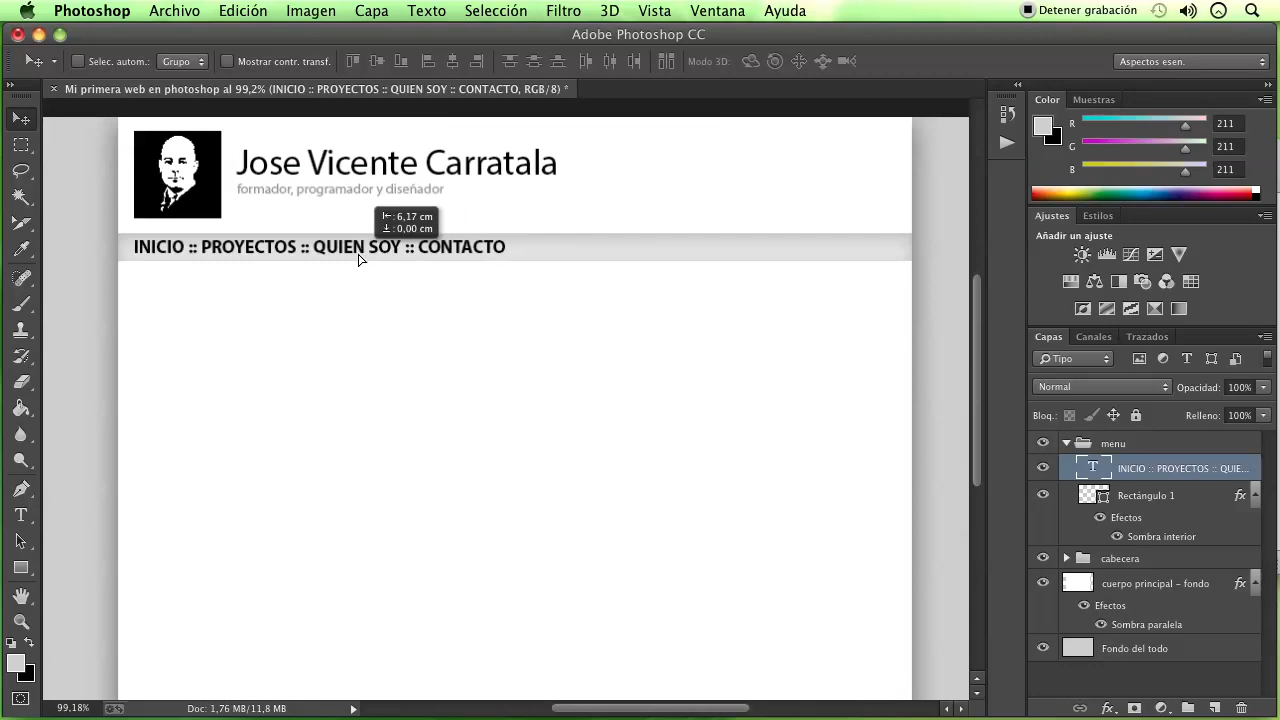 Photoshop Archivo Edición Imagen Capa Texto Selección Filtro 3D Vista Ventana Ayuda Detener grabación
Adobe Photoshop CC
Selec. autom.: Grupo Mostrar contr. transf. Modo 3D: Aspectos esen.
Mi primera web en photoshop al 99,2% (INICIO :: PROYECTOS :: QUIEN SOY :: CONTACTO, RGB/8) *
Color Muestras
R 211
G 211
B 211
Jose Vicente Carratala
formador, programador y diseñador
: 6,17 cm
: 0,00 cm
INICIO :: PROYECTOS :: QUIEN SOY :: CONTACTO
Ajustes Estilos
Añadir un ajuste
Capas Canales Trazados
Tipo
Normal Opacidad: 100%
Bloq.: Relleno: 100%
menu
T INICIO :: PROYECTOS :: QUIE...
Rectángulo 1 fx
Efectos
Sombra interior
cabecera
cuerpo principal - fondo fx
Efectos
Sombra paralela
Fondo del todo
99,18% Doc: 1,76 MB/11,8 MB